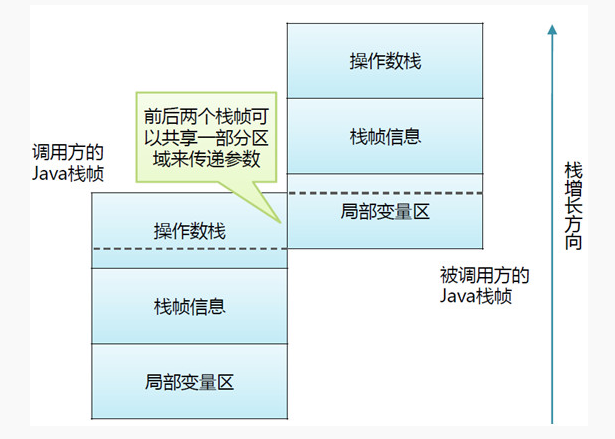 操作数栈
前后两个栈帧可
以共享一部分区
域来传递参数
栈帧信息
调用方的
Java栈帧
局部变量区
操作数栈
栈增长方向
被调用方的
Java栈帧
栈帧信息
局部变量区